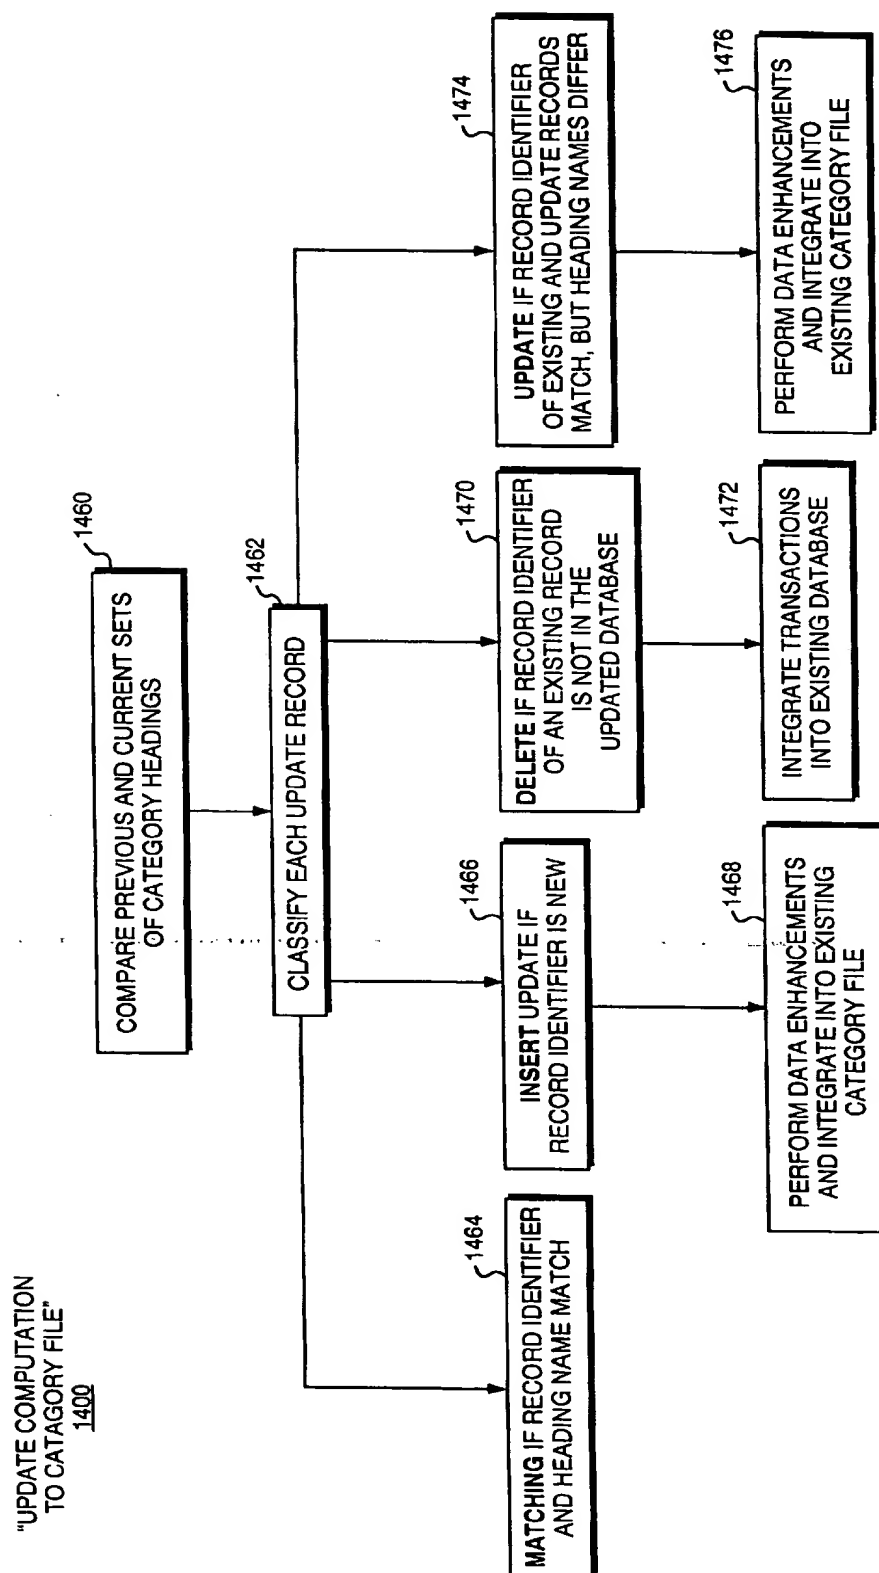 "UPDATE COMPUTATION
TO CATAGORY FILE"
1400
1460
COMPARE PREVIOUS AND CURRENT SETS
OF CATEGORY HEADINGS
1462
CLASSIFY EACH UPDATE RECORD
1464
MATCHING IF RECORD IDENTIFIER
AND HEADING NAME MATCH
1466
INSERT UPDATE IF
RECORD IDENTIFIER IS NEW
1468
PERFORM DATA ENHANCEMENTS
AND INTEGRATE INTO EXISTING
CATEGORY FILE
1470
DELETE IF RECORD IDENTIFIER
OF AN EXISTING RECORD
IS NOT IN THE
UPDATED DATABASE
1472
INTEGRATE TRANSACTIONS
INTO EXISTING DATABASE
1474
UPDATE IF RECORD IDENTIFIER
OF EXISTING AND UPDATE RECORDS
MATCH, BUT HEADING NAMES DIFFER
1476
PERFORM DATA ENHANCEMENTS
AND INTEGRATE INTO
EXISTING CATEGORY FILE